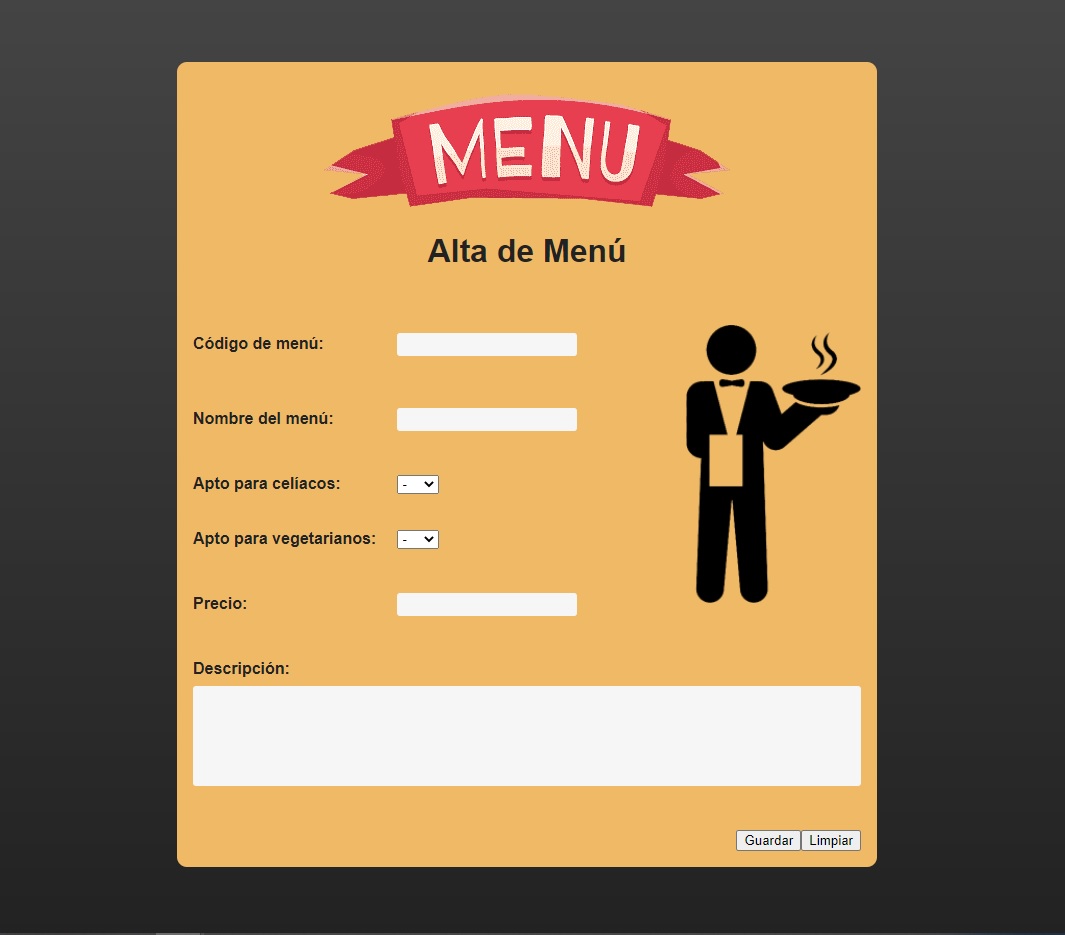 MENU
Alta de Menú
Código de menú:
Nombre del menú:
Apto para celiacos: -
Apto para vegetarianos: -
Precio:
Descripción:
Guardar Limpiar